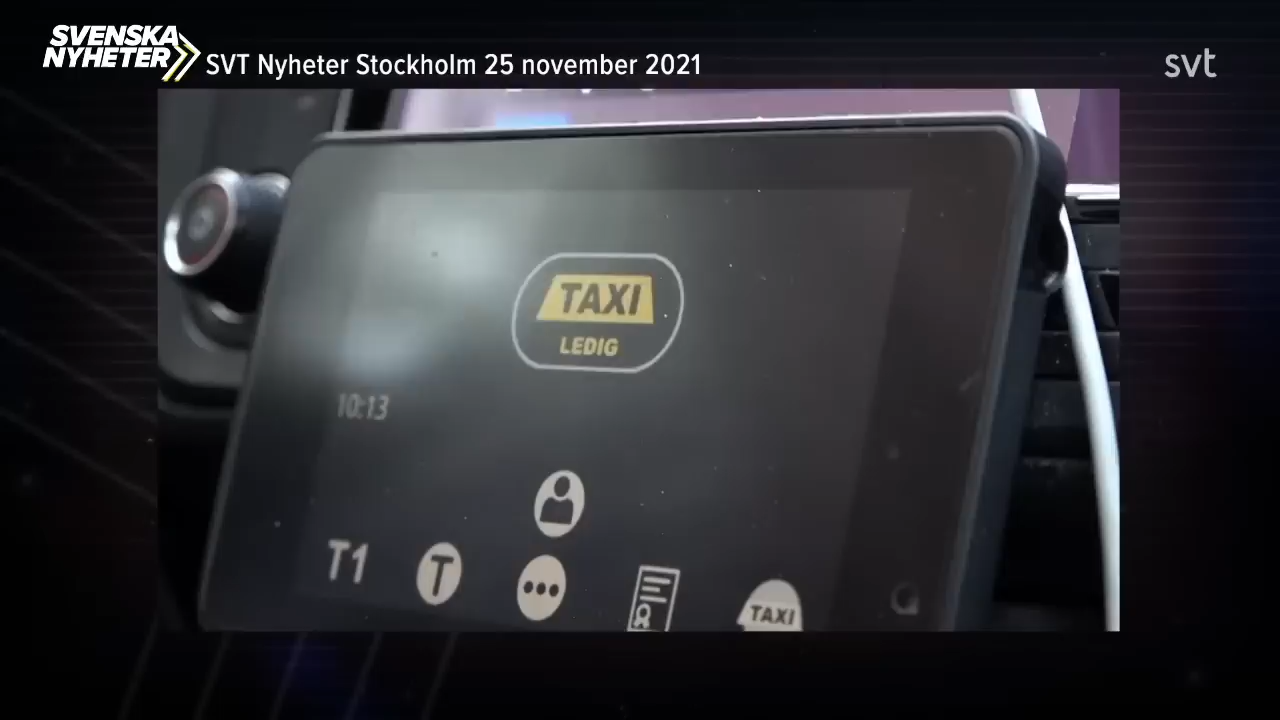 SVENSKA
NYHETER
SVT Nyheter Stockholm 25 november 2021
svt
TAXI
LEDIG
10:13
T1
T
TAXI